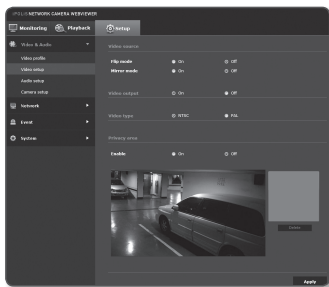 iPOLiS NETWORK CAMERA WEBVIEWER
Monitoring Playback Setup
Video & Audio
Video profile
Video setup
Audio setup
Camera setup
Network
Event
System
Video source
Flip mode On Off
Mirror mode On Off
Video output On Off
Video type NTSC PAL
Privacy area
Enable On Off
Delete
Apply